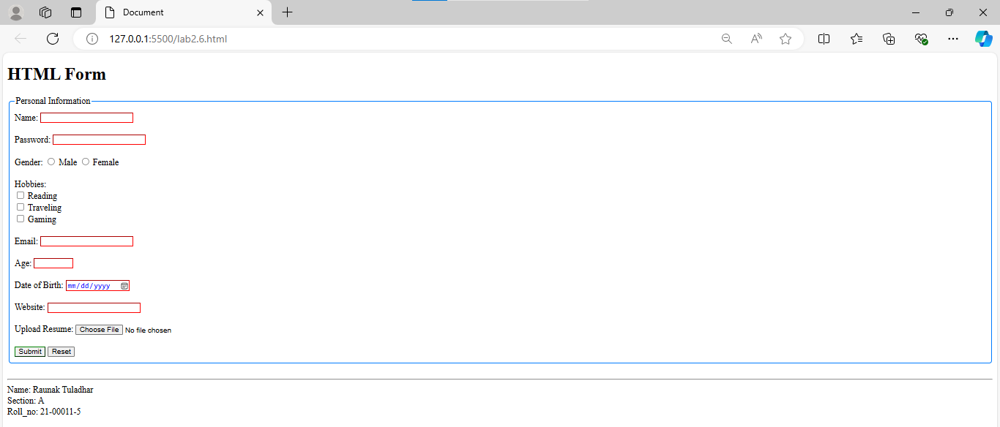 Document
127.0.0.1:5500/lab2.6.html
HTML Form
Personal Information
Name:
Password:
Gender: Male Female
Hobbies:
Reading
Traveling
Gaming
Email:
Age:
Date of Birth: mm/dd/yyyy
Website:
Upload Resume: Choose File No file chosen
Submit Reset
Name: Raunak Tuladhar
Section: A
Roll_no: 21-00011-5